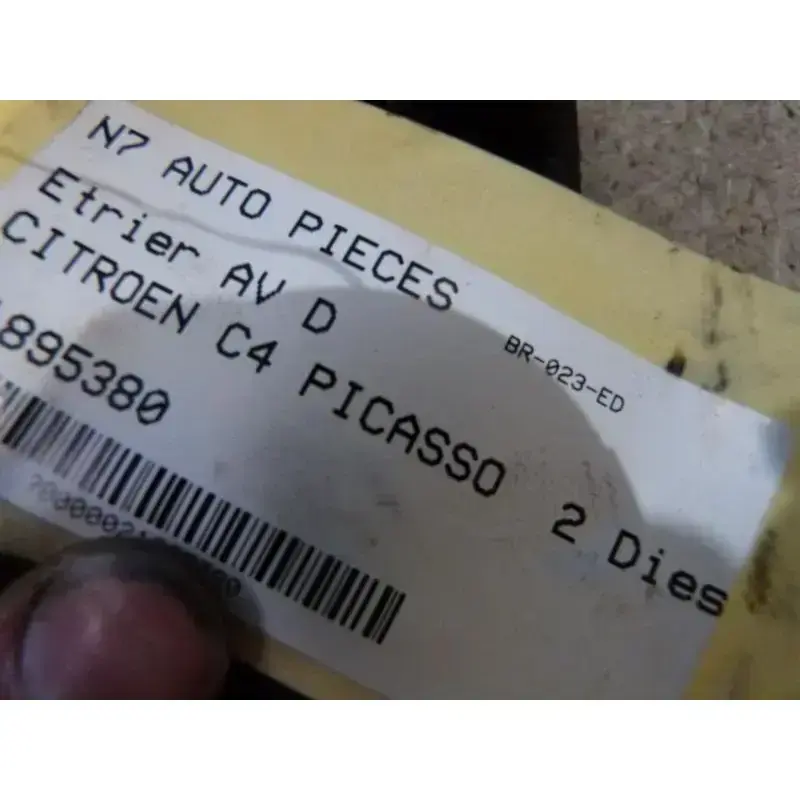 N7 AUTO PIECES
Etrier AV D
BR-023-ED
CITROEN C4 PICASSO 2 Dies
895380